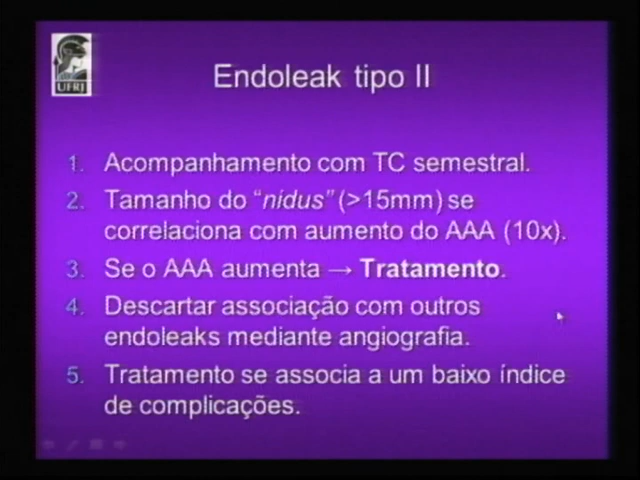 UFRJ
Endoleak tipo II
1. Acompanhamento com TC semestral.
2. Tamanho do “nidus” (>15mm) se
correlaciona com aumento do AAA (10x).
3. Se o AAA aumenta → Tratamento.
4. Descartar associação com outros
endoleaks mediante angiografia.
5. Tratamento se associa a um baixo índice
de complicações.